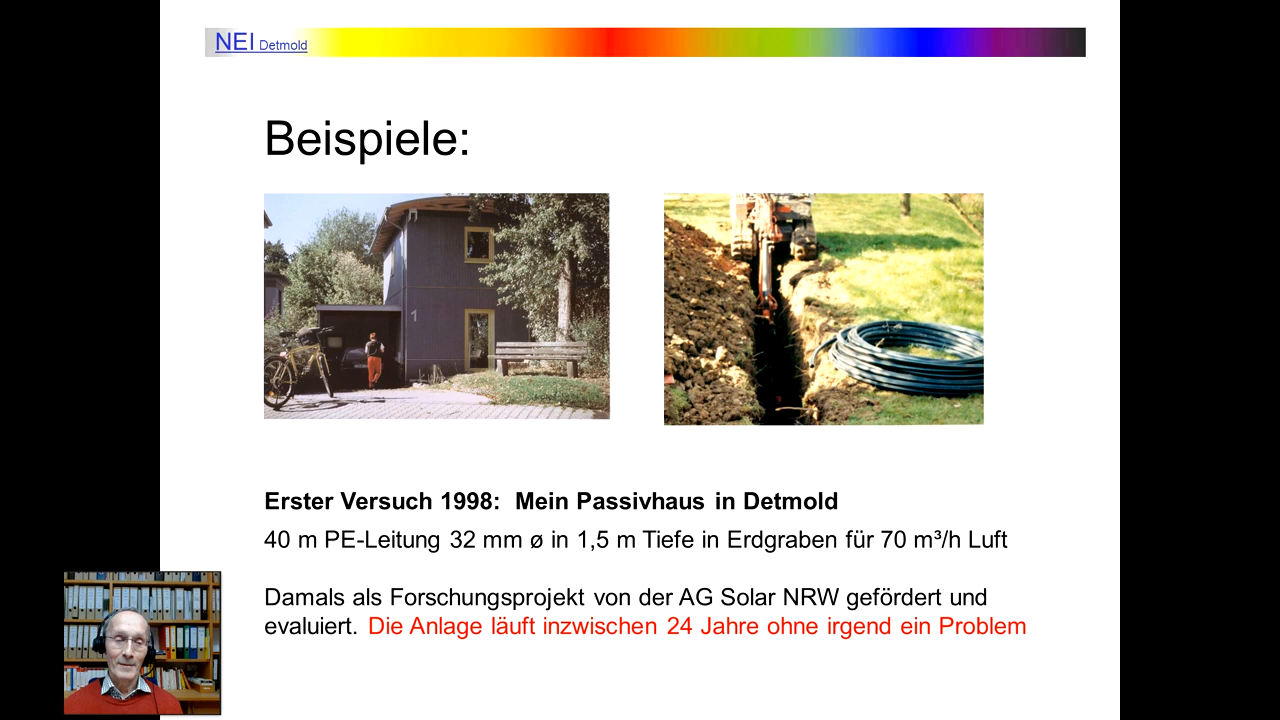 NEI Detmold
Beispiele:
1
Erster Versuch 1998: Mein Passivhaus in Detmold
40 m PE-Leitung 32 mm ø in 1,5 m Tiefe in Erdgraben für 70 m³/h Luft
Damals als Forschungsprojekt von der AG Solar NRW gefördert und
evaluiert. Die Anlage läuft inzwischen 24 Jahre ohne irgend ein Problem